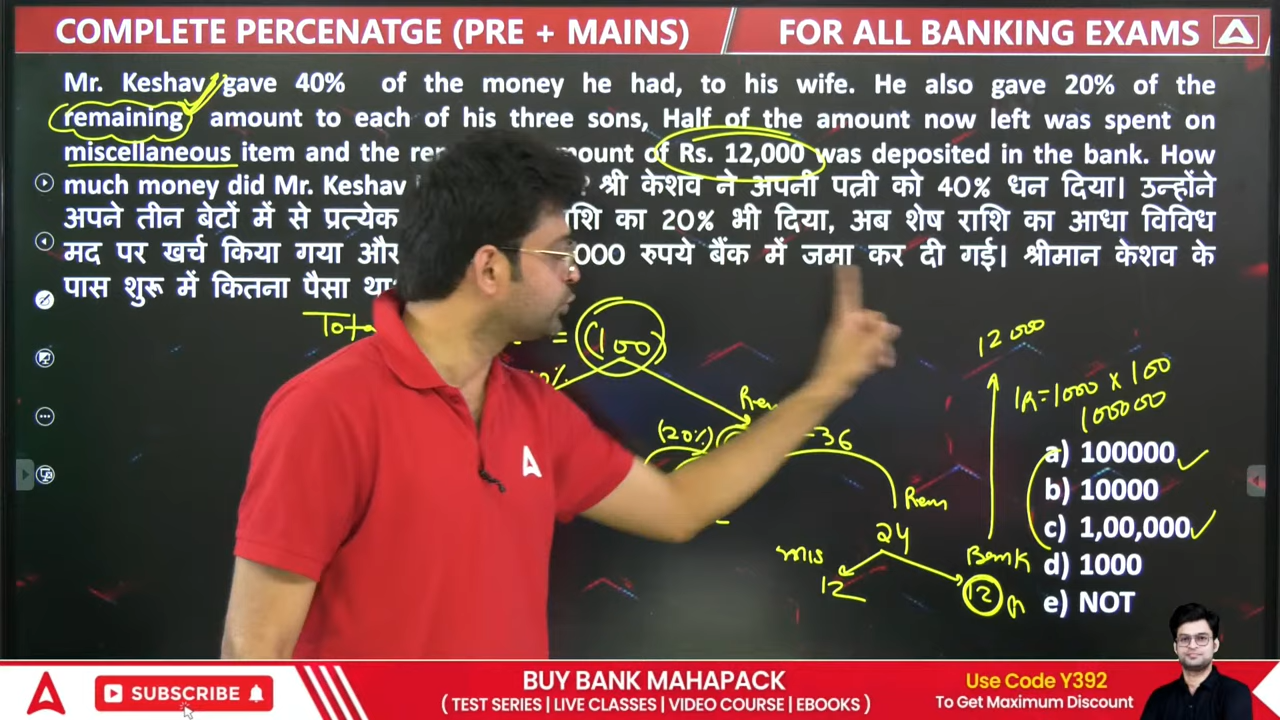 COMPLETE PERCENATGE (PRE + MAINS)
FOR ALL BANKING EXAMS
Mr. Keshav gave 40% of the money he had, to his wife. He also gave 20% of the
remaining amount to each of his three sons, Half of the amount now left was spent on
miscellaneous item and the of Rs. 12,000 was deposited in the bank. How
much money did Mr. Keshav ? श्री केशव ने अपनी पत्नी को 40% धन दिया। उन्होंने
अपने तीन बेटों में से प्रत्येक का 20% भी दिया, अब शेष राशि का आधा विविध
मद पर खर्च किया गया और 000 रुपये बैंक में जमा कर दी गई। श्रीमान केशव के
पास शुरू में कितना पैसा
= 100
12000
1R=1000 x 100
100000
Rem
(20%)
-36
Rem
24
mis
12
Bank
12 R
a) 100000
b) 10000
c) 1,00,000
d) 1000
e) NOT
SUBSCRIBE
BUY BANK MAHAPACK
( TEST SERIES | LIVE CLASSES | VIDEO COURSE | EBOOKS )
Use Code Y392
To Get Maximum Discount